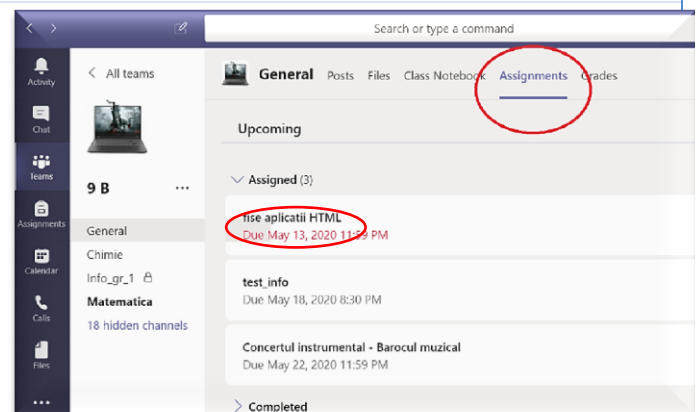 Search or type a command
Activity
Chat
Teams
Assignments
Calendar
Calls
Files
All teams
9 B
General
Chimie
Info_gr_1
Matematica
18 hidden channels
General Posts Files Class Notebook Assignments Grades
Upcoming
Assigned (3)
fise aplicatii HTML
Due May 13, 2020 11:59 PM
test_info
Due May 18, 2020 8:30 PM
Concertul instrumental - Barocul muzical
Due May 22, 2020 11:59 PM
Completed